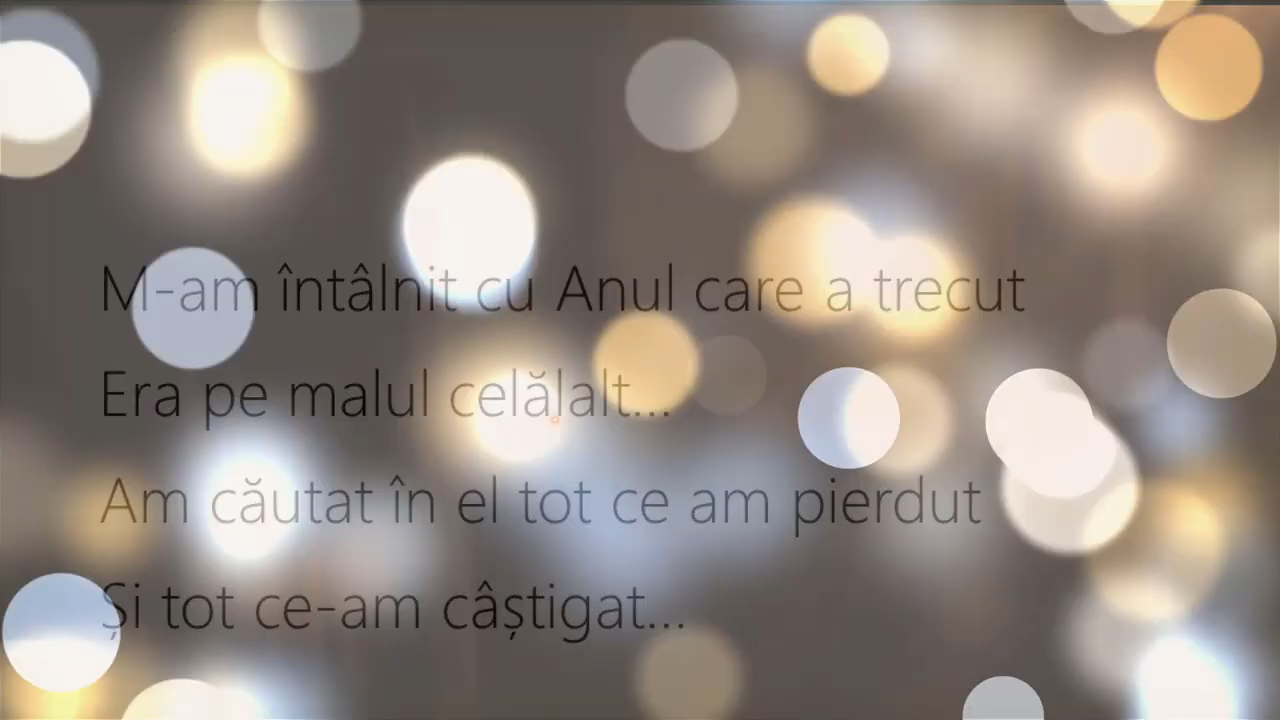 M-am întâlnit cu Anul care a trecut
Era pe malul celălalt...
Am căutat în el tot ce am pierdut
Și tot ce-am câștigat...